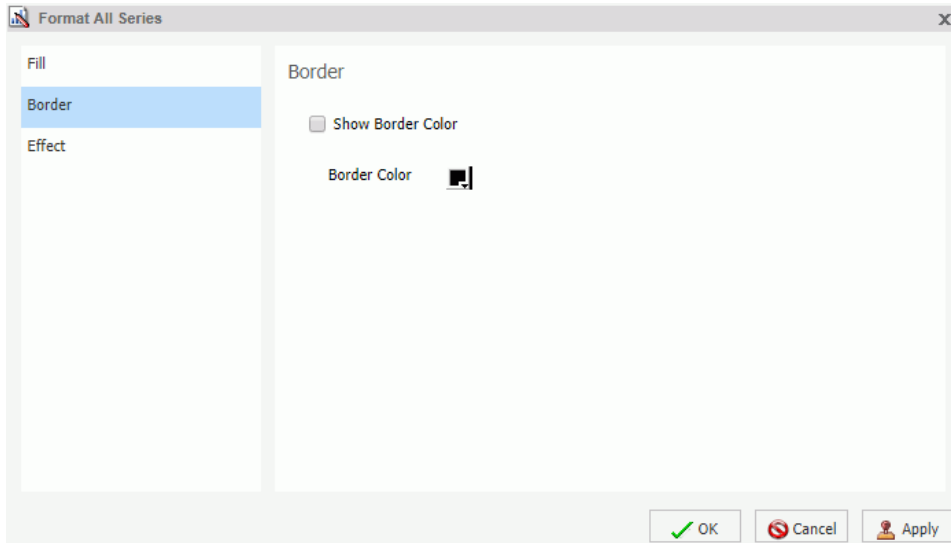 Format All Series
x
Fill
Border
Effect
Border
Show Border Color
Border Color
OK
Cancel
Apply